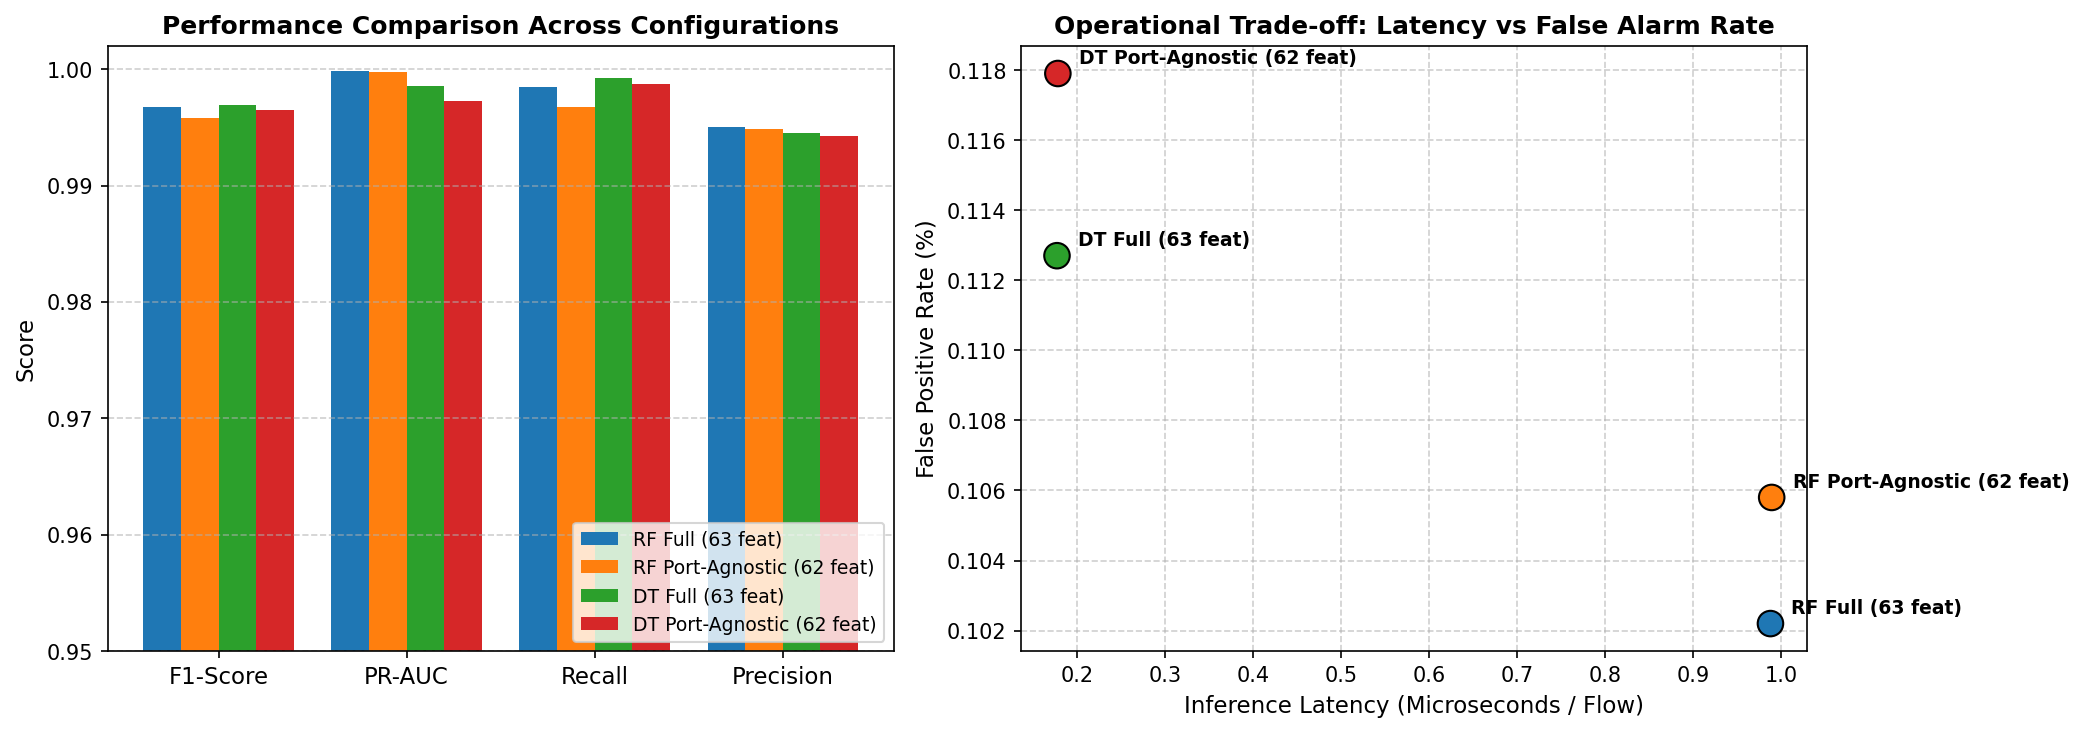 Performance Comparison Across Configurations
Score
1.00
0.99
0.98
0.97
0.96
0.95
F1-Score
PR-AUC
Recall
Precision
RF Full (63 feat)
RF Port-Agnostic (62 feat)
DT Full (63 feat)
DT Port-Agnostic (62 feat)
Operational Trade-off: Latency vs False Alarm Rate
False Positive Rate (%)
0.118
0.116
0.114
0.112
0.110
0.108
0.106
0.104
0.102
DT Port-Agnostic (62 feat)
DT Full (63 feat)
RF Port-Agnostic (62 feat)
RF Full (63 feat)
0.2
0.3
0.4
0.5
0.6
0.7
0.8
0.9
1.0
Inference Latency (Microseconds / Flow)